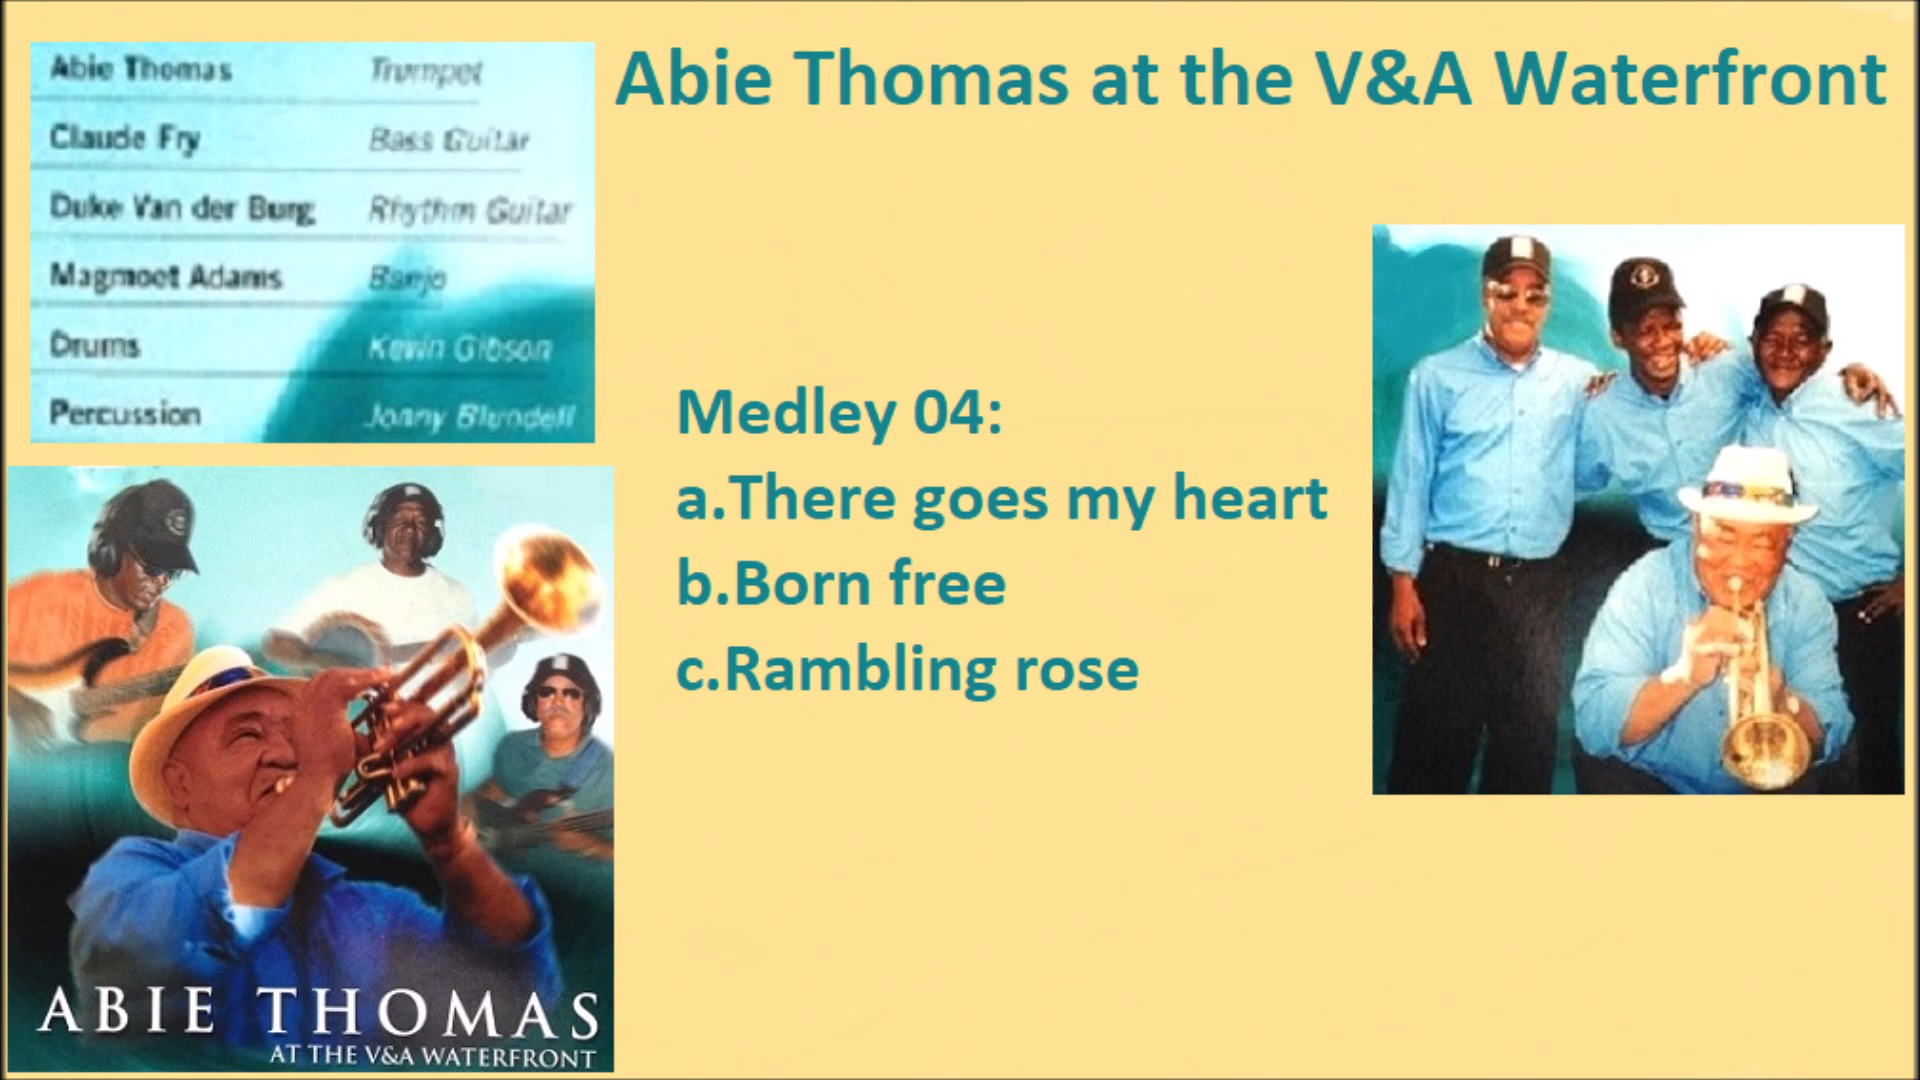 Abie Thomas at the V&A Waterfront
Abie Thomas Trumpet
Claude Fry Bass Guitar
Duke Van der Burg Rhythm Guitar
Magmoet Adams Banjo
Drums Kevin Gibson
Percussion Jonny Blundell
Medley 04:
a.There goes my heart
b.Born free
c.Rambling rose
ABIE THOMAS
AT THE V&A WATERFRONT